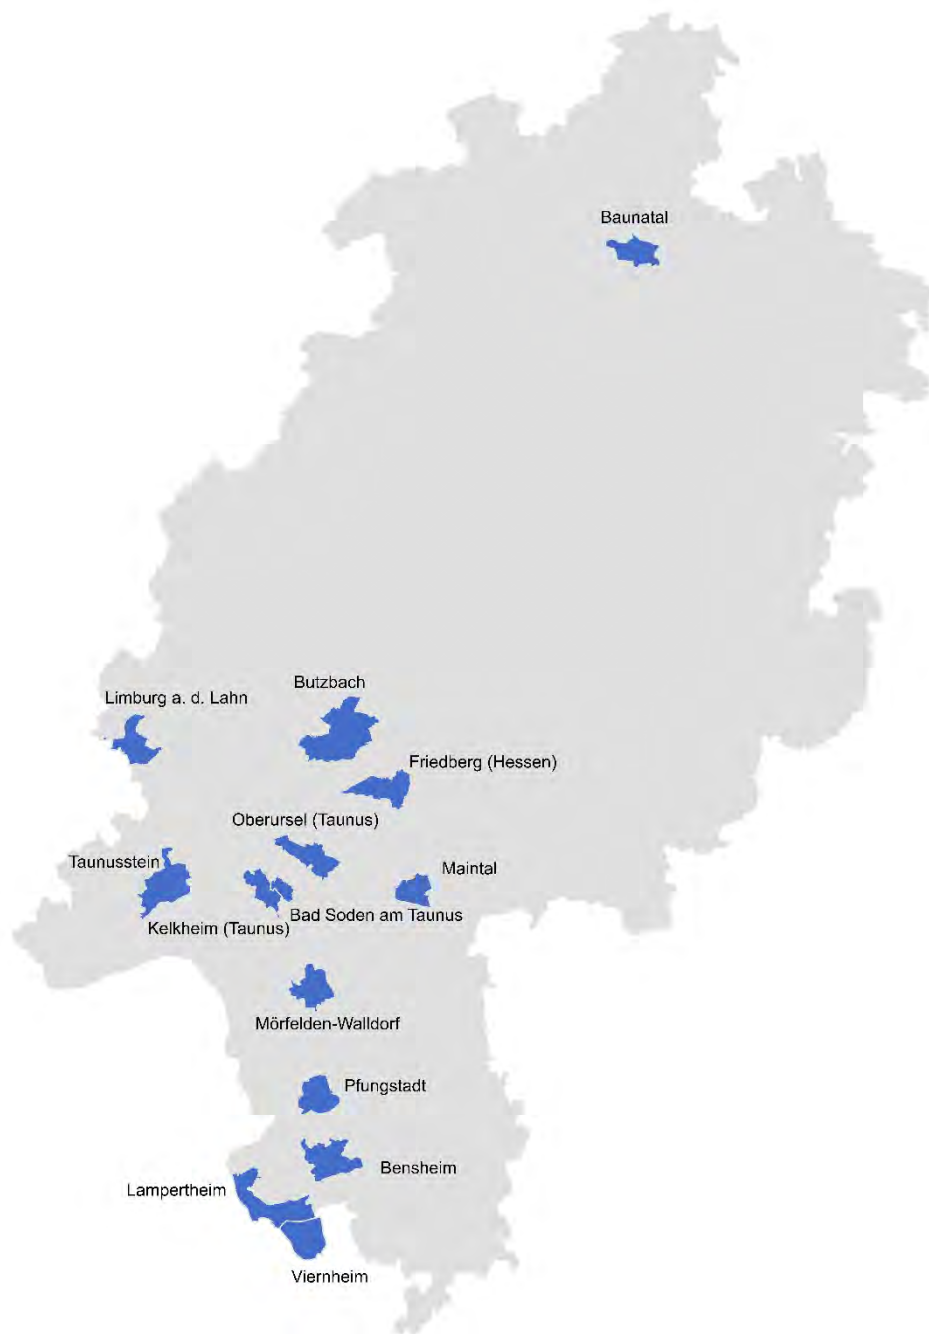 Baunatal
Butzbach
Limburg a. d. Lahn
Friedberg (Hessen)
Oberursel (Taunus)
Taunusstein
Maintal
Bad Soden am Taunus
Kelkheim (Taunus)
Mörfelden-Walldorf
Pfungstadt
Bensheim
Lampertheim
Viernheim